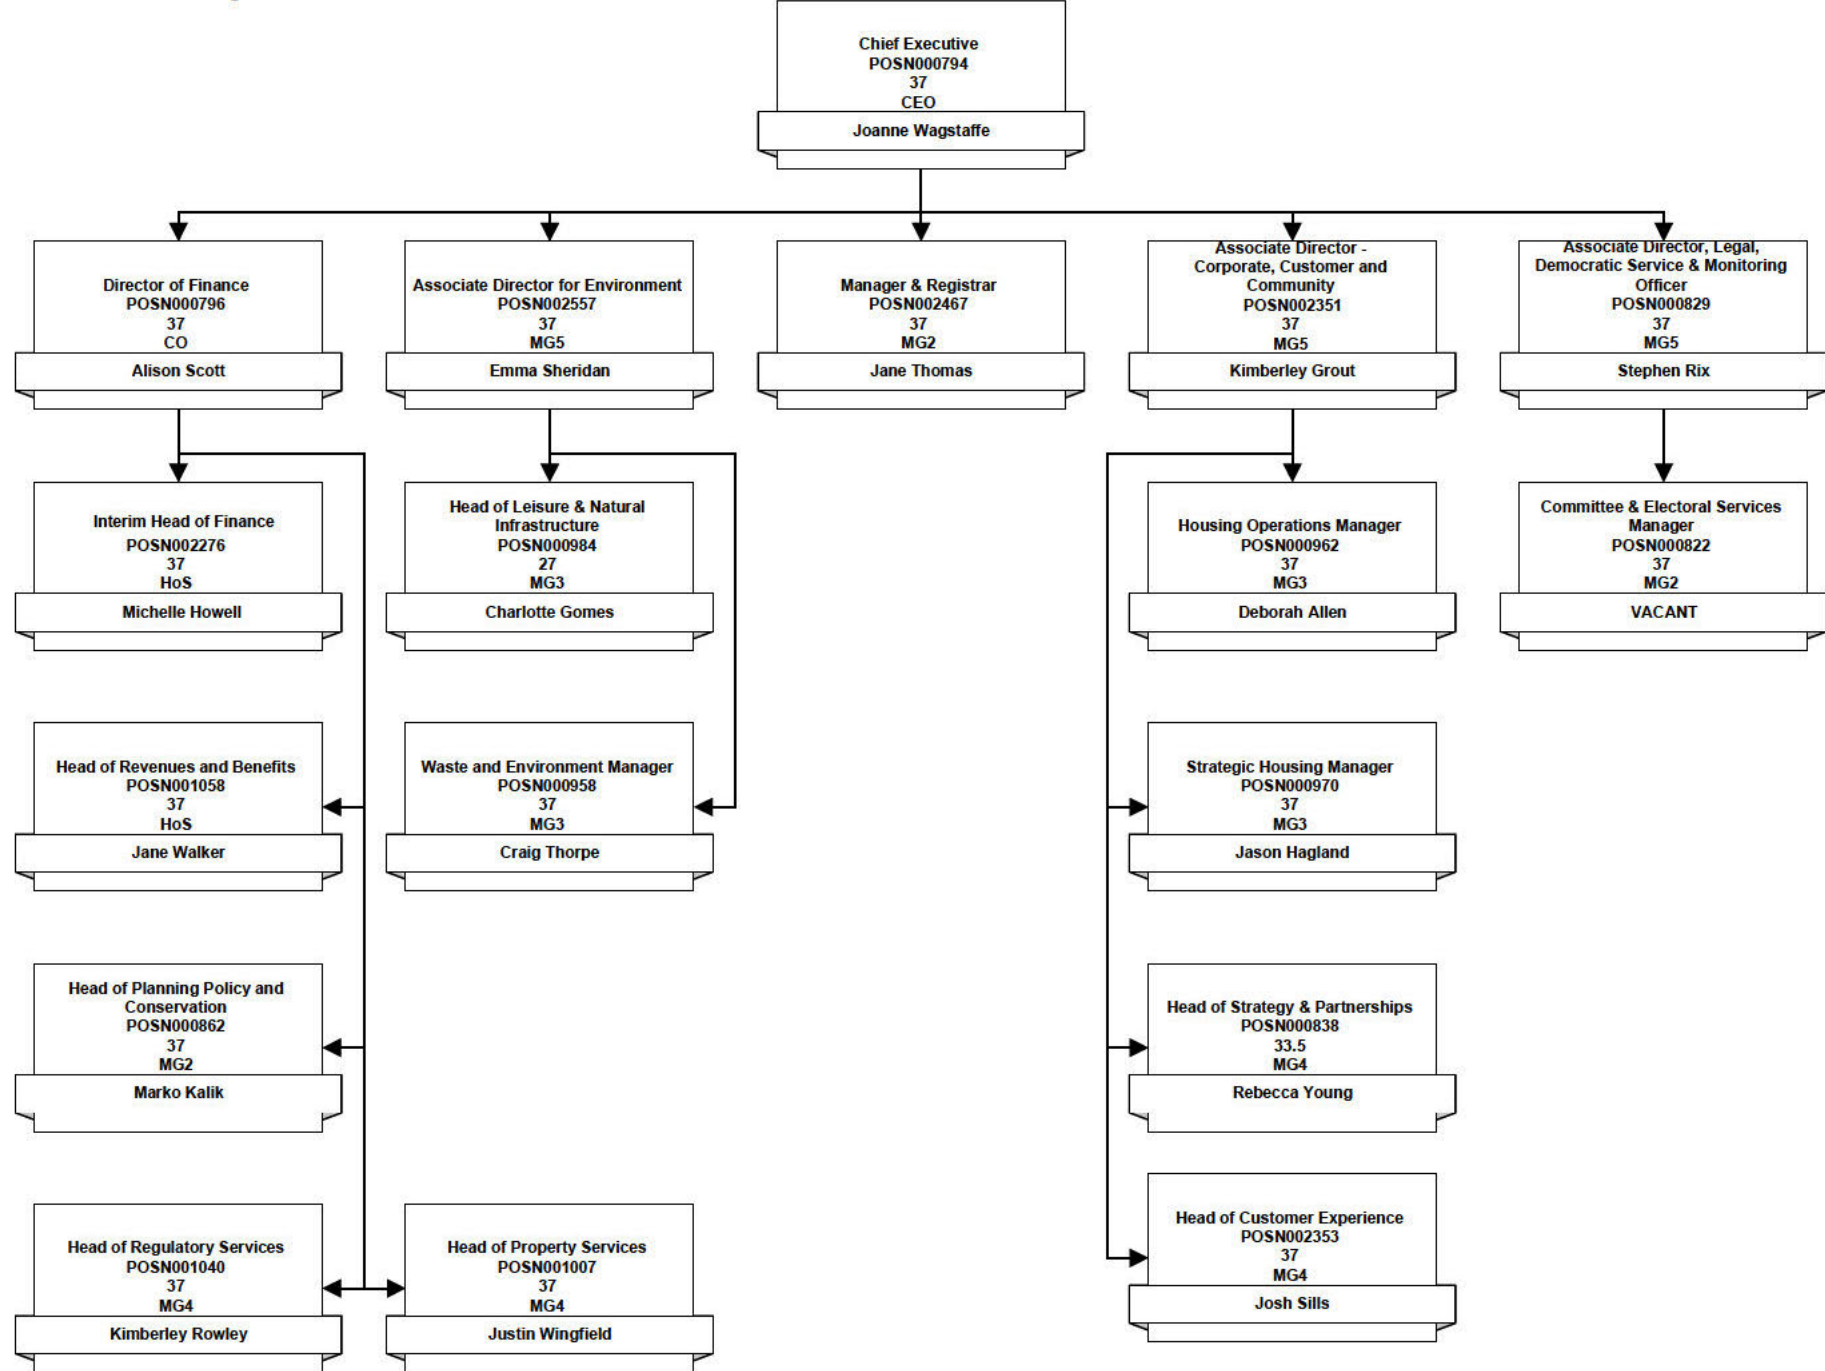 Chief Executive
POSN000794
37
CEO
Joanne Wagstaffe
Director of Finance
POSN000796
37
CO
Alison Scott
Associate Director for Environment
POSN002557
37
MG5
Emma Sheridan
Manager & Registrar
POSN002467
37
MG2
Jane Thomas
Associate Director -
Corporate, Customer and
Community
POSN002351
37
MG5
Kimberley Grout
Associate Director, Legal,
Democratic Service & Monitoring
Officer
POSN000829
37
MG5
Stephen Rix
Interim Head of Finance
POSN002276
37
HoS
Michelle Howell
Head of Leisure & Natural
Infrastructure
POSN000984
27
MG3
Charlotte Gomes
Housing Operations Manager
POSN000962
37
MG3
Deborah Allen
Committee & Electoral Services
Manager
POSN000822
37
MG2
VACANT
Head of Revenues and Benefits
POSN001058
37
HoS
Jane Walker
Waste and Environment Manager
POSN000958
37
MG3
Craig Thorpe
Strategic Housing Manager
POSN000970
37
MG3
Jason Hagland
Head of Planning Policy and
Conservation
POSN000862
37
MG2
Marko Kalik
Head of Strategy & Partnerships
POSN000838
33.5
MG4
Rebecca Young
Head of Regulatory Services
POSN001040
37
MG4
Kimberley Rowley
Head of Property Services
POSN001007
37
MG4
Justin Wingfield
Head of Customer Experience
POSN002353
37
MG4
Josh Sills